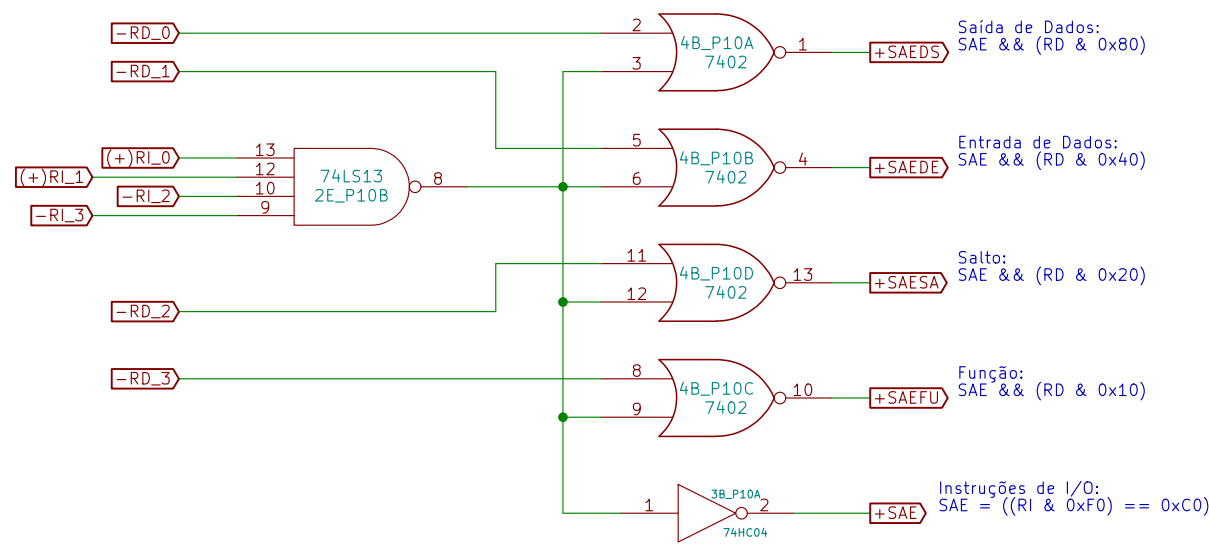 -RD_0
2
4B_P10A
7402
3
1
+SAEDS
Saída de Dados:
SAE && (RD & 0x80)
-RD_1
5
4B_P10B
7402
6
4
+SAEDE
Entrada de Dados:
SAE && (RD & 0x40)
(+)RI_0
13
(+)RI_1
12
-RI_2
10
-RI_3
9
74LS13
2E_P10B
8
11
4B_P10D
7402
12
13
+SAESA
Salto:
SAE && (RD & 0x20)
-RD_2
-RD_3
8
4B_P10C
7402
9
10
+SAEFU
Função:
SAE && (RD & 0x10)
1
3B_P10A
74HC04
2
+SAE
Instruções de I/O:
SAE = ((RI & 0xF0) == 0xC0)